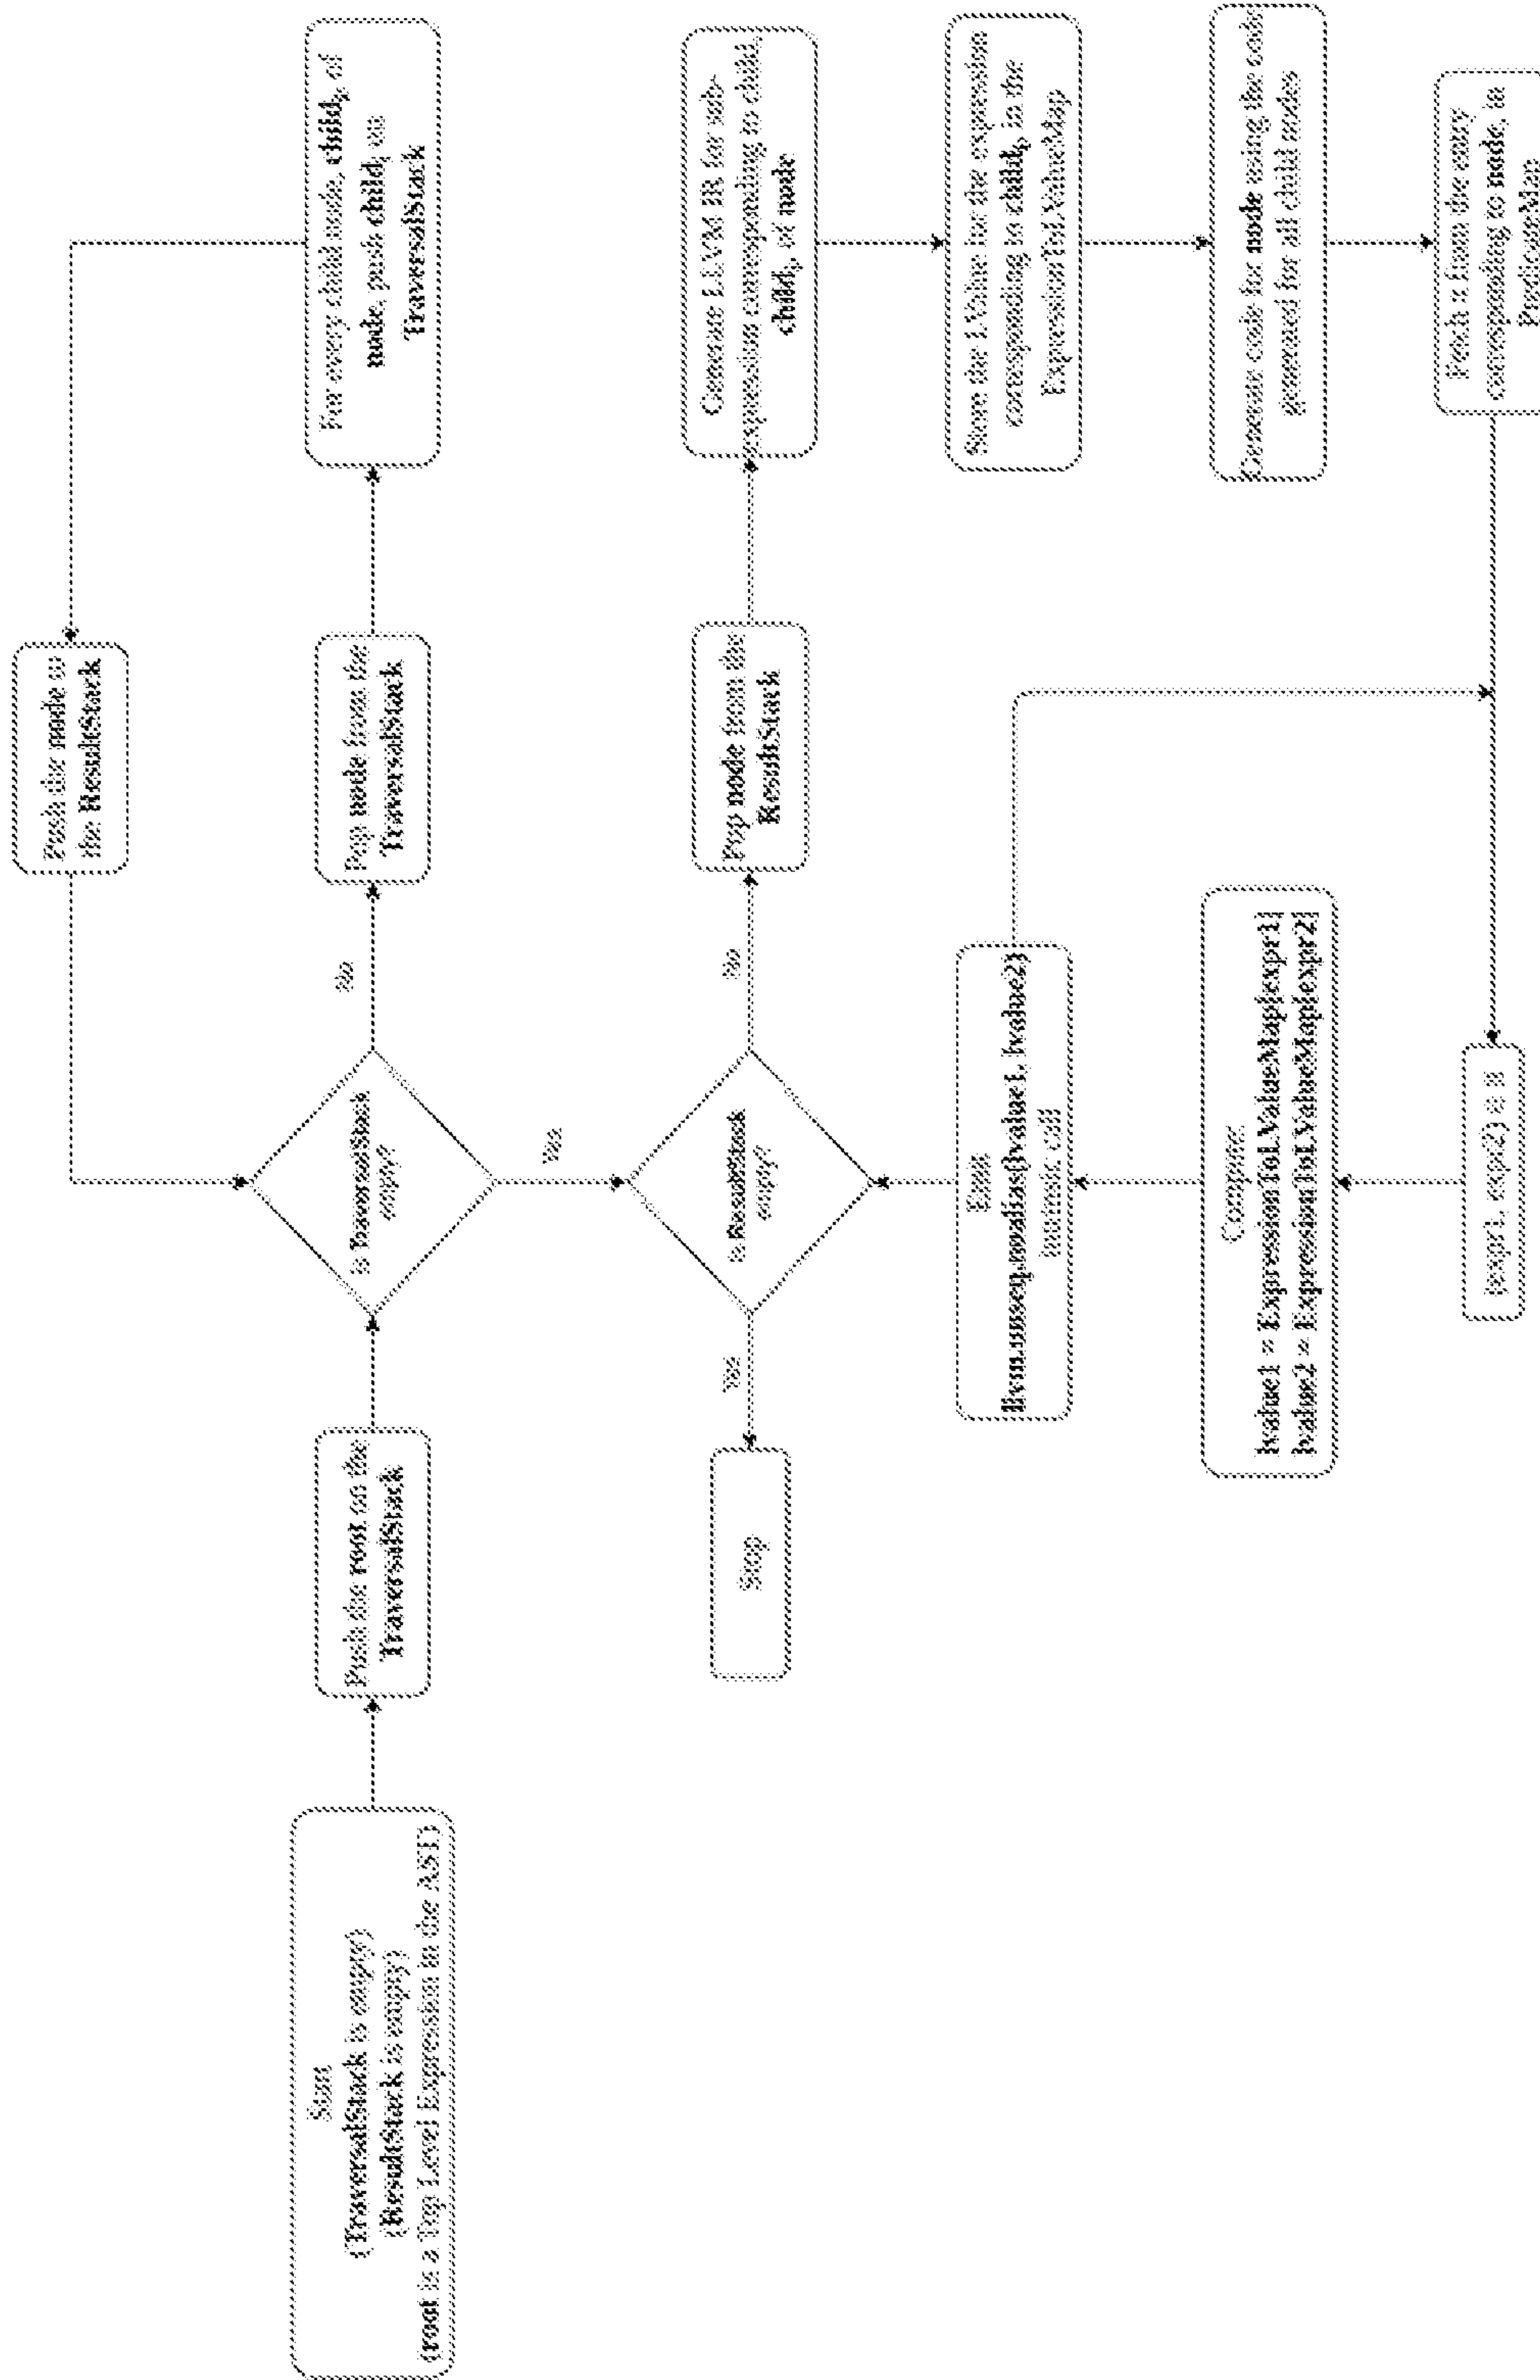 Start
(TraversalStack is empty)
(ResultStack is empty)
(root is a Top Level Expression in the AST)
Push the root on the
TraversalStack
is TraversalStack
empty?
No
Yes
Pop node from the
TraversalStack
For every child node, child, of
node, push child, on
TraversalStack
Push the node on
the ResultStack
is ResultStack
empty?
Yes
No
Stop
Pop node from the
ResultStack
Generate LLVM IR for sub-
expression corresponding to child,
of node
Store the LValue for the expression
corresponding to in the
ExpressionToLValueMap
Generate code for node using the code
generated for all child nodes
Fetch π from the entry
corresponding to node, in
PredicateMap
(expr1, expr2) ∈ π
Compute
lvalue1 = ExpressionToLValueMap[expr1]
lvalue2 = ExpressionToLValueMap[expr2]
Emit
llvm.unseq.noalias(lvalue1, lvalue2)
intrinsic call